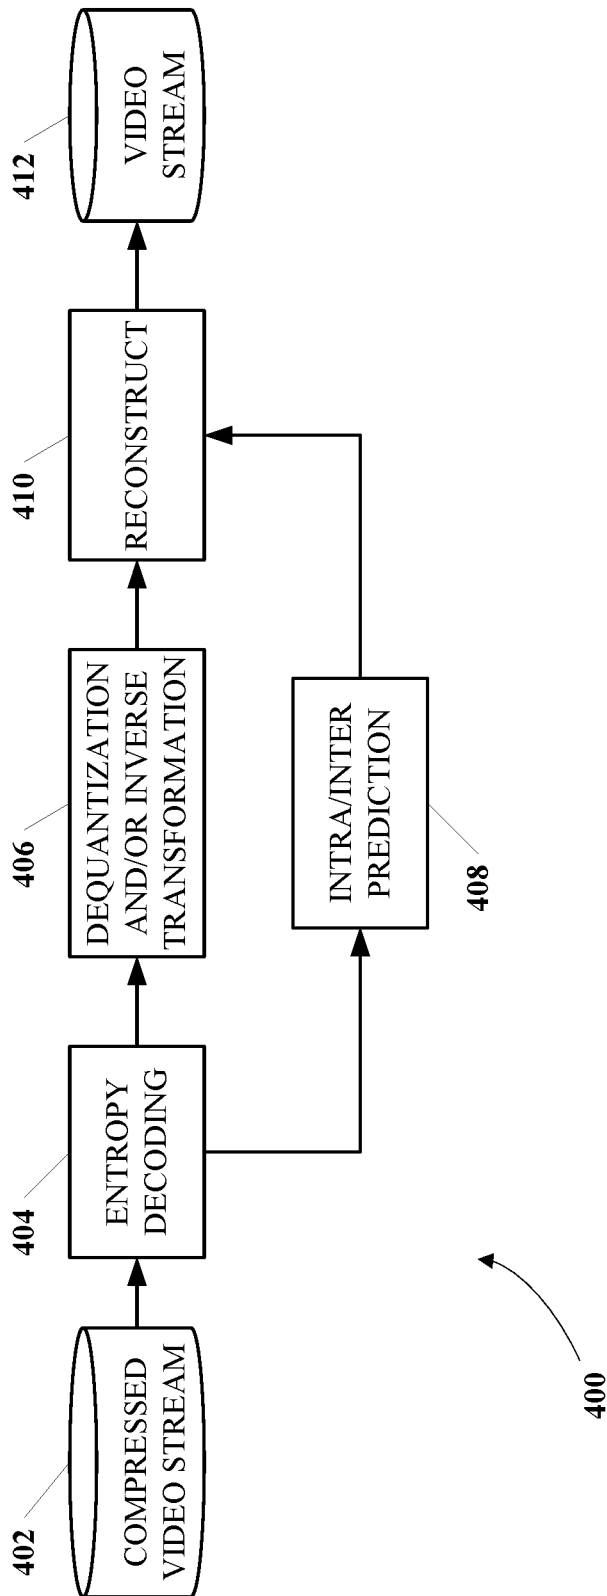 402
COMPRESSED
VIDEO STREAM
404
ENTROPY
DECODING
406
DEQUANTIZATION
AND/OR INVERSE
TRANSFORMATION
410
RECONSTRUCT
412
VIDEO
STREAM
INTRA/INTER
PREDICTION
408
400